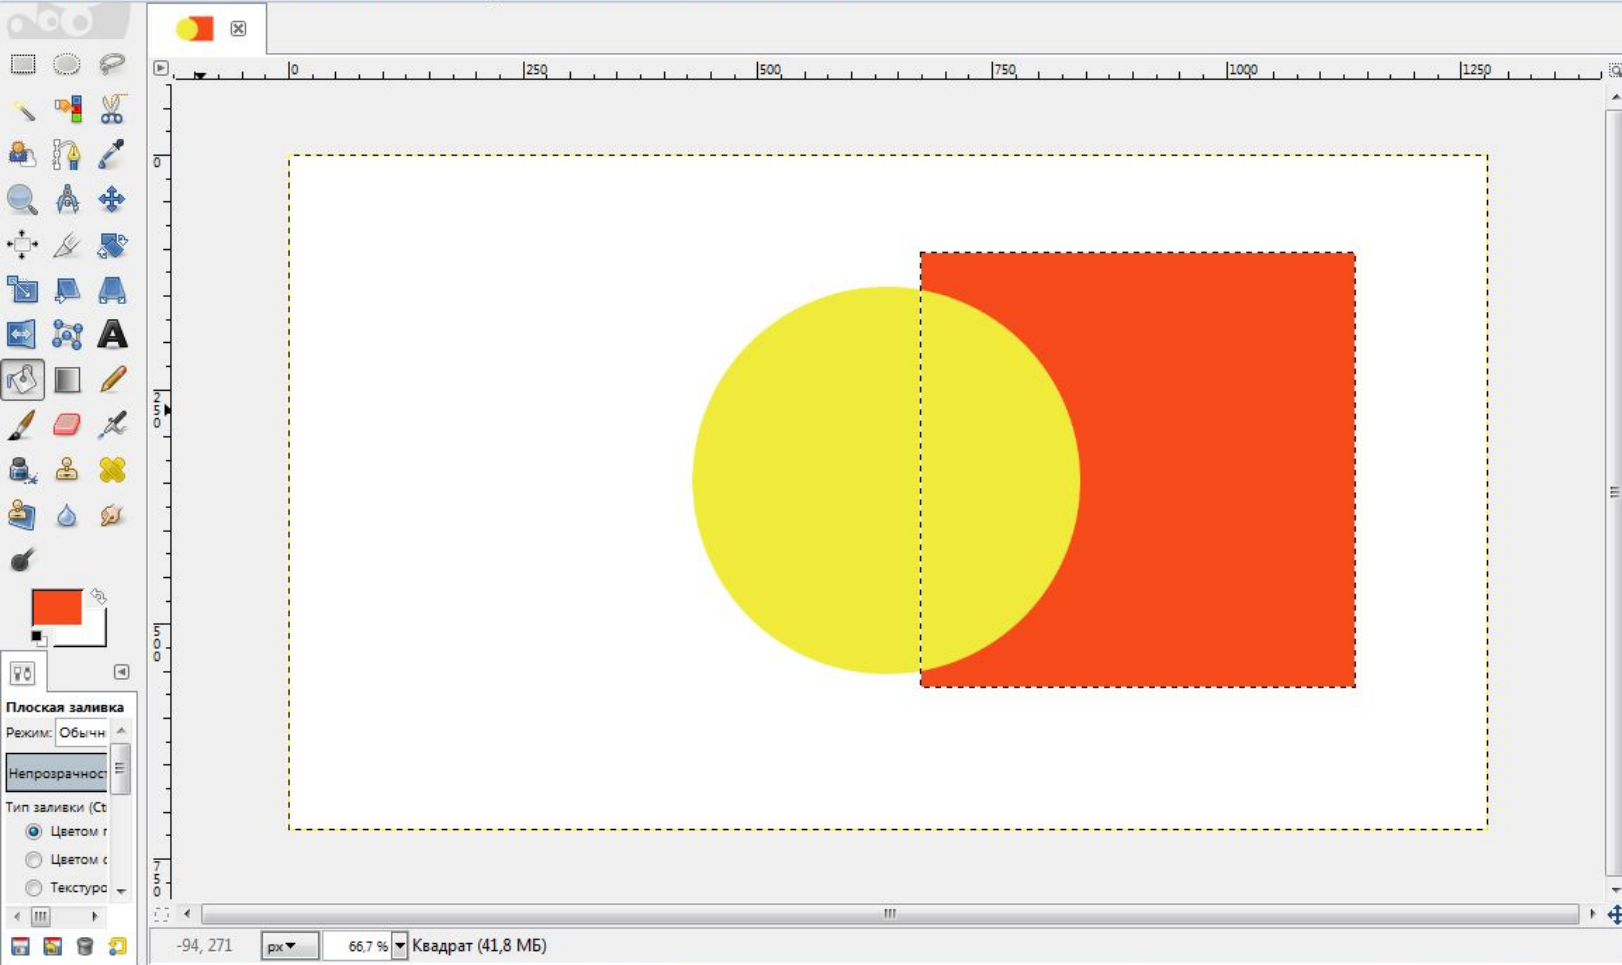 0 250 500 750 1000 1250
0
250
500
750
Плоская заливка
Режим: Обычн
Непрозрачност
Тип заливки (Ct
Цветом п
Цветом с
Текстуро
-94, 271 px 66,7 % Квадрат (41,8 МБ)